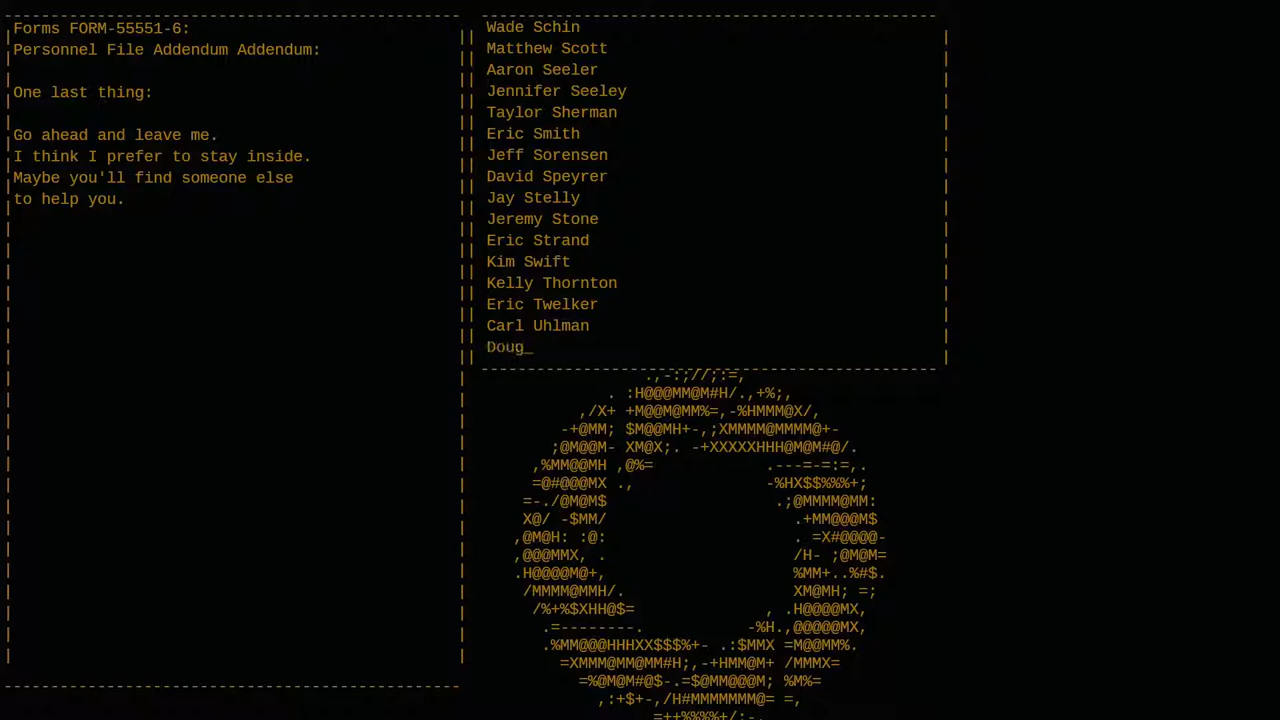 Forms FORM-55551-6:
Personnel File Addendum Addendum:
One last thing:
Go ahead and leave me.
I think I prefer to stay inside.
Maybe you'll find someone else
to help you.
Wade Schin
Matthew Scott
Aaron Seeler
Jennifer Seeley
Taylor Sherman
Eric Smith
Jeff Sorensen
David Speyrer
Jay Stelly
Jeremy Stone
Eric Strand
Kim Swift
Kelly Thornton
Eric Twelker
Carl Uhlman
Doug_